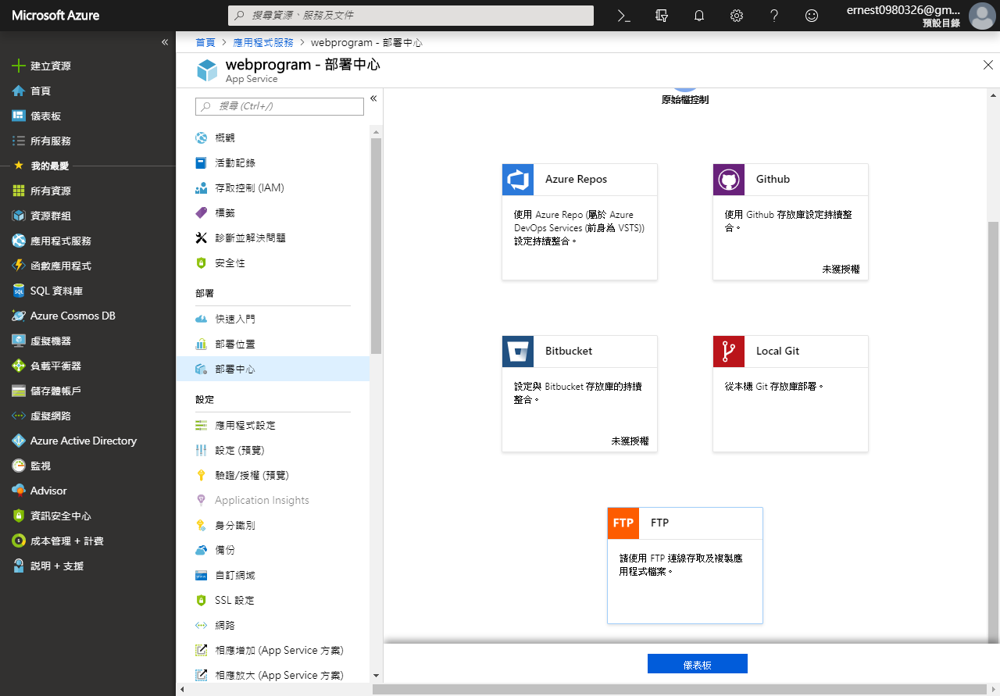 Microsoft Azure
搜尋資源、服務及文件
ernest0980326@gm...
預設目錄
建立資源
首頁
儀表板
所有服務
我的最愛
所有資源
資源群組
應用程式服務
函數應用程式
SQL 資料庫
Azure Cosmos DB
虛擬機器
負載平衡器
儲存體帳戶
虛擬網路
Azure Active Directory
監視
Advisor
資訊安全中心
成本管理 + 計費
說明 + 支援
首頁 > 應用程式服務 > webprogram - 部署中心
webprogram - 部署中心
App Service
搜尋 (Ctrl+/)
概觀
活動記錄
存取控制 (IAM)
標籤
診斷並解決問題
安全性
部署
快速入門
部署位置
部署中心
設定
應用程式設定
設定 (預覽)
驗證/授權 (預覽)
Application Insights
身分識別
備份
自訂網域
SSL 設定
網路
相應增加 (App Service 方案)
相應放大 (App Service 方案)
原始檔控制
Azure Repos
使用 Azure Repo (屬於 Azure
DevOps Services (前身為 VSTS))
設定持續整合。
Github
使用 Github 存放庫設定持續整
合。
未獲授權
Bitbucket
設定與 Bitbucket 存放庫的持續
整合。
未獲授權
Local Git
從本機 Git 存放庫部署。
FTP FTP
請使用 FTP 連線存取及複製應
用程式檔案。
儀表板